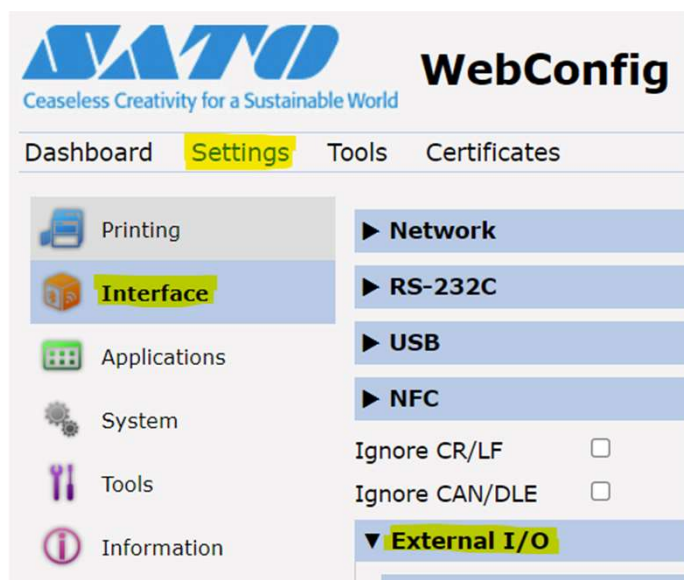 SATO
Ceaseless Creativity for a Sustainable World
WebConfig
Dashboard Settings Tools Certificates
Printing
Interface
Applications
System
Tools
Information
▶ Network
▶ RS-232C
▶ USB
▶ NFC
Ignore CR/LF
Ignore CAN/DLE
▼ External I/O